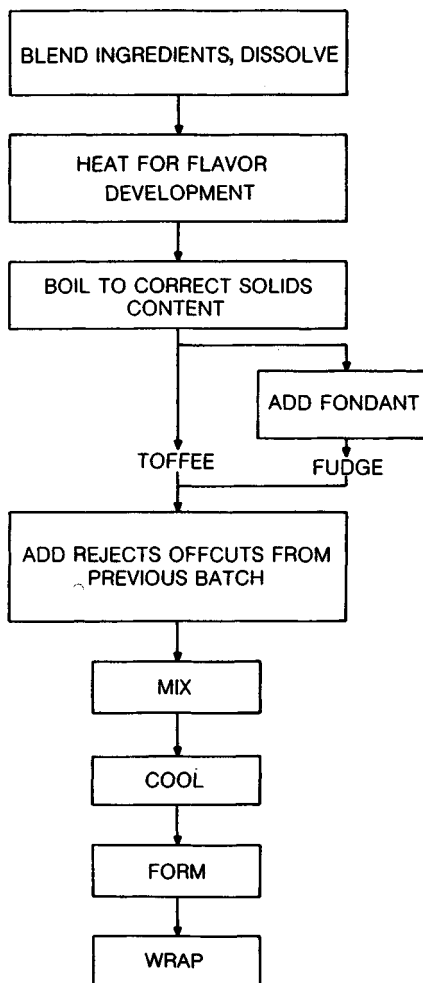 BLEND INGREDIENTS, DISSOLVE
HEAT FOR FLAVOR
DEVELOPMENT
BOIL TO CORRECT SOLIDS
CONTENT
ADD FONDANT
TOFFEE
FUDGE
ADD REJECTS OFFCUTS FROM
PREVIOUS BATCH
MIX
COOL
FORM
WRAP